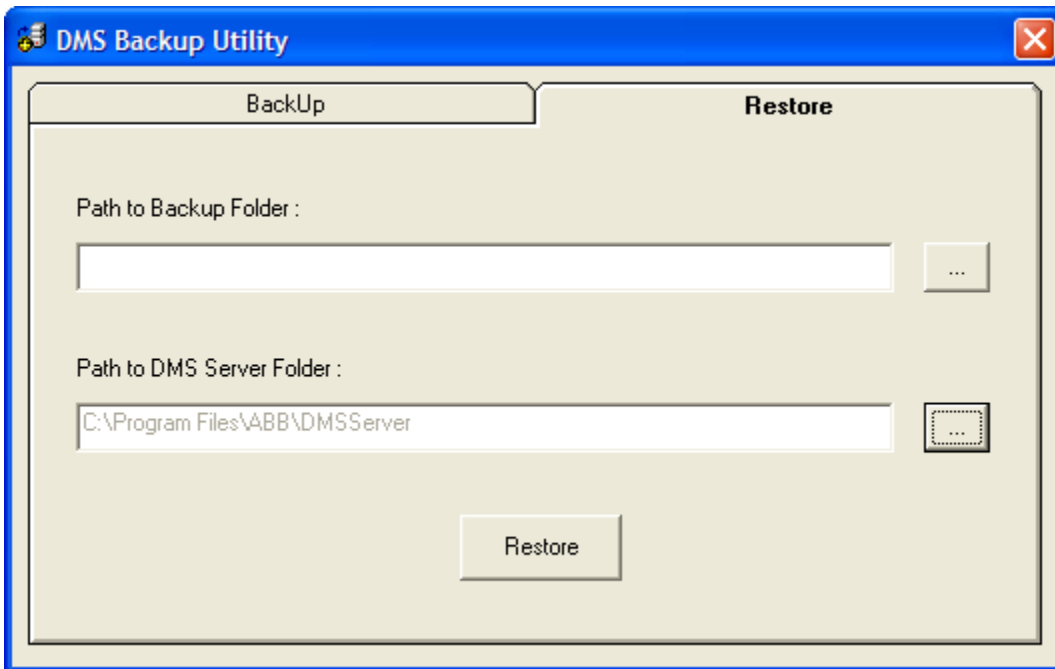 DMS Backup Utility
BackUp
Restore
Path to Backup Folder :
...
Path to DMS Server Folder :
C:\Program Files\ABB\DMSServer
...
Restore